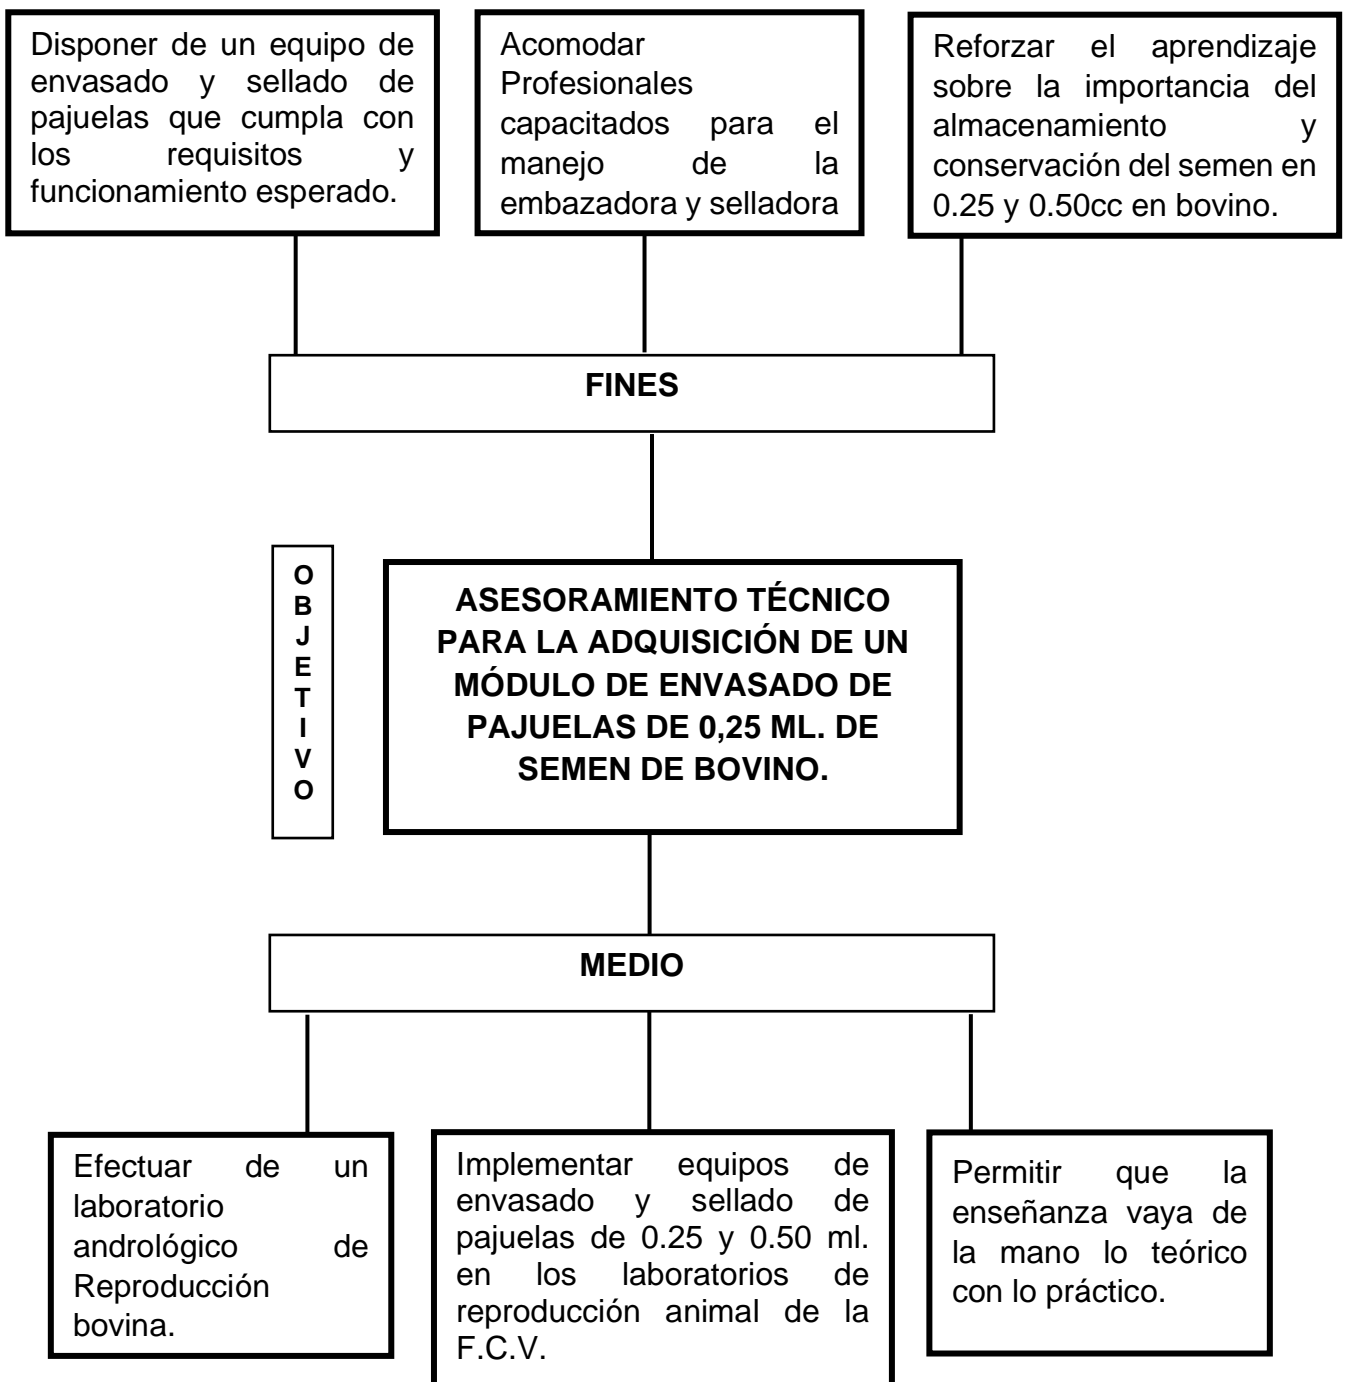 Disponer de un equipo de
envasado y sellado de
pajuelas que cumpla con
los requisitos y
funcionamiento esperado.
Acomodar
Profesionales
capacitados para el
manejo de la
embazadora y selladora
Reforzar el aprendizaje
sobre la importancia del
almacenamiento y
conservación del semen en
0.25 y 0.50cc en bovino.
FINES
O
B
J
E
T
I
V
O
ASESORAMIENTO TÉCNICO
PARA LA ADQUISICIÓN DE UN
MÓDULO DE ENVASADO DE
PAJUELAS DE 0,25 ML. DE
SEMEN DE BOVINO.
MEDIO
Efectuar de un
laboratorio
andrológico de
Reproducción
bovina.
Implementar equipos de
envasado y sellado de
pajuelas de 0.25 y 0.50 ml.
en los laboratorios de
reproducción animal de la
F.C.V.
Permitir que la
enseñanza vaya de
la mano lo teórico
con lo práctico.